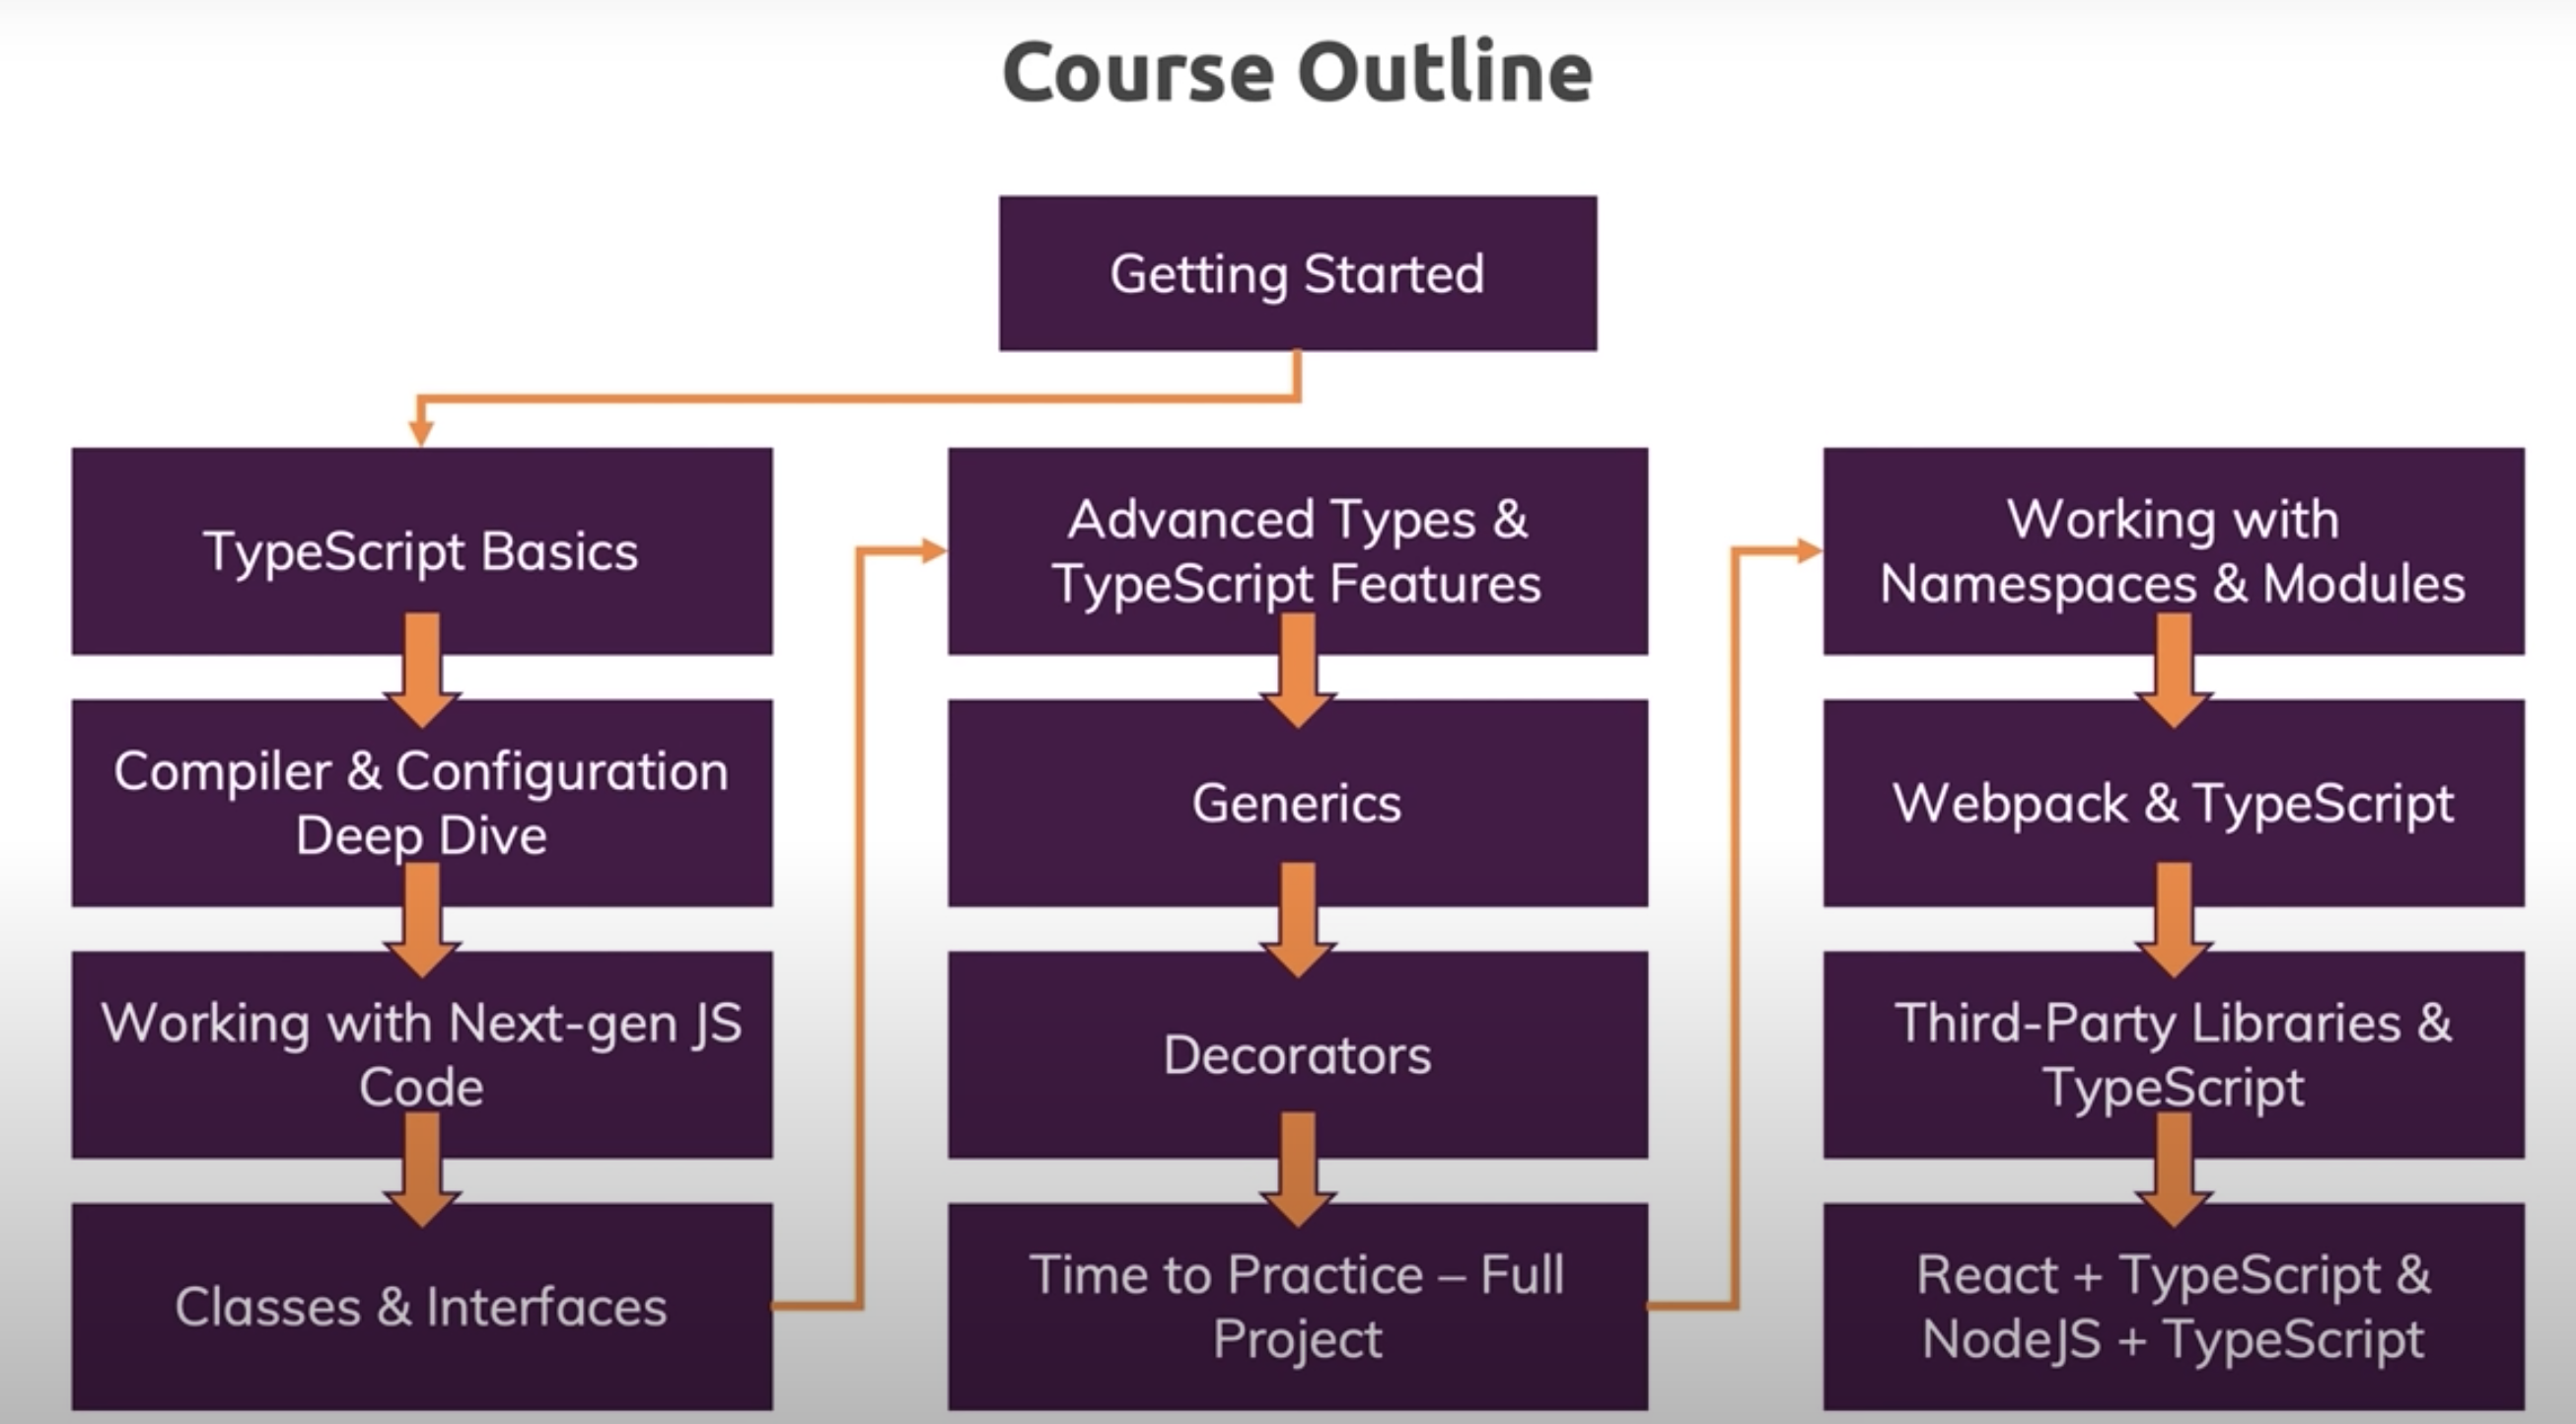 Course Outline
Getting Started
TypeScript Basics
Compiler & Configuration
Deep Dive
Working with Next-gen JS
Code
Classes & Interfaces
Advanced Types &
TypeScript Features
Generics
Decorators
Time to Practice – Full
Project
Working with
Namespaces & Modules
Webpack & TypeScript
Third-Party Libraries &
TypeScript
React + TypeScript &
NodeJS + TypeScript